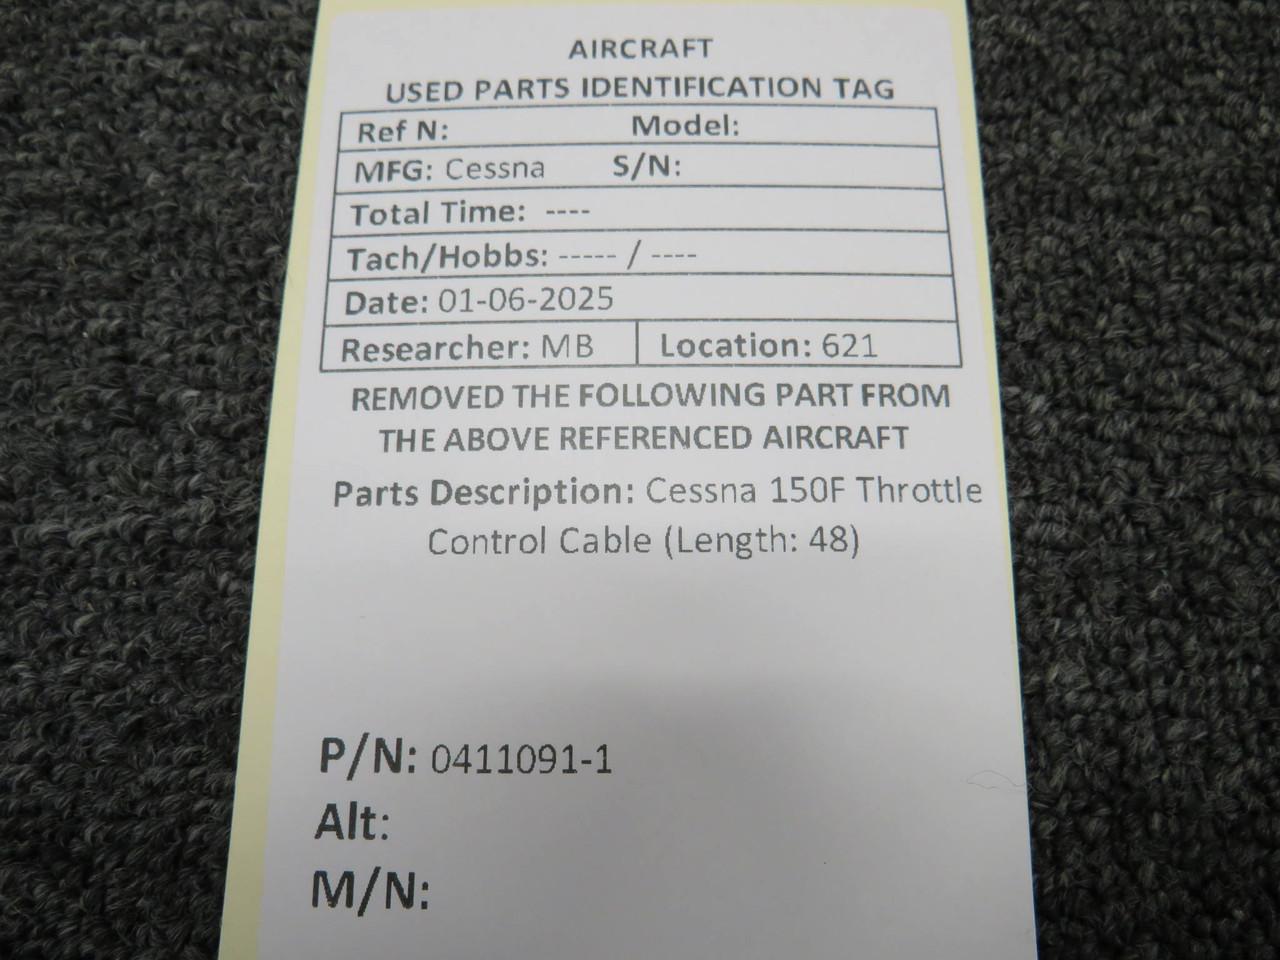 AIRCRAFT
USED PARTS IDENTIFICATION TAG
Ref N: Model:
MFG: Cessna S/N:
Total Time: ----
Tach/Hobbs: ----- / ----
Date: 01-06-2025
Researcher: MB Location: 621
REMOVED THE FOLLOWING PART FROM
THE ABOVE REFERENCED AIRCRAFT
Parts Description: Cessna 150F Throttle
Control Cable (Length: 48)
P/N: 0411091-1
Alt:
M/N: